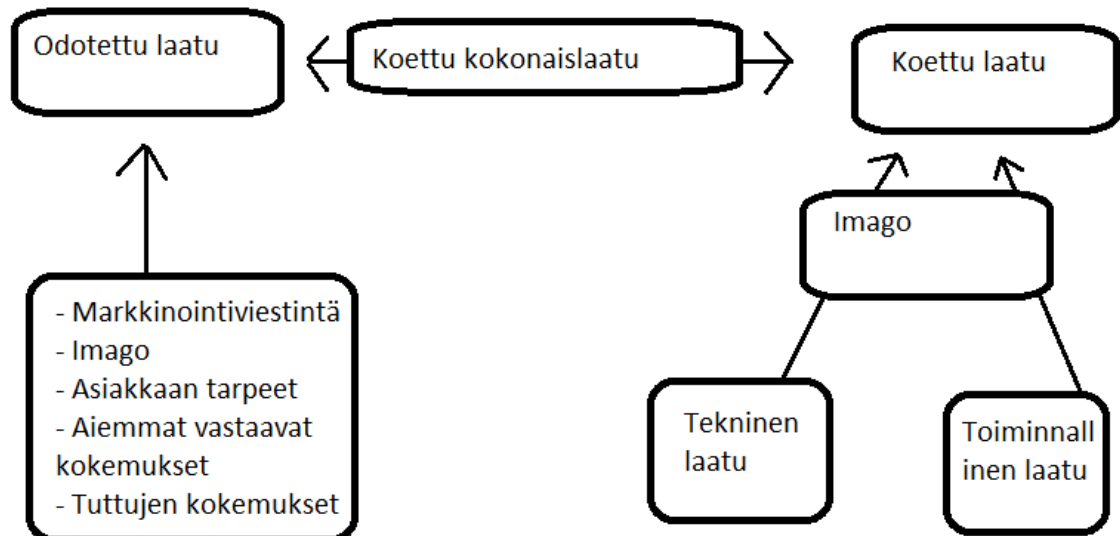 Odotettu laatu
Koettu kokonaislaatu
Koettu laatu
Imago
- Markkinointiviestintä
- Imago
- Asiakkaan tarpeet
- Aiemmat vastaavat
kokemukset
- Tuttujen kokemukset
Tekninen
laatu
Toiminnall
inen laatu